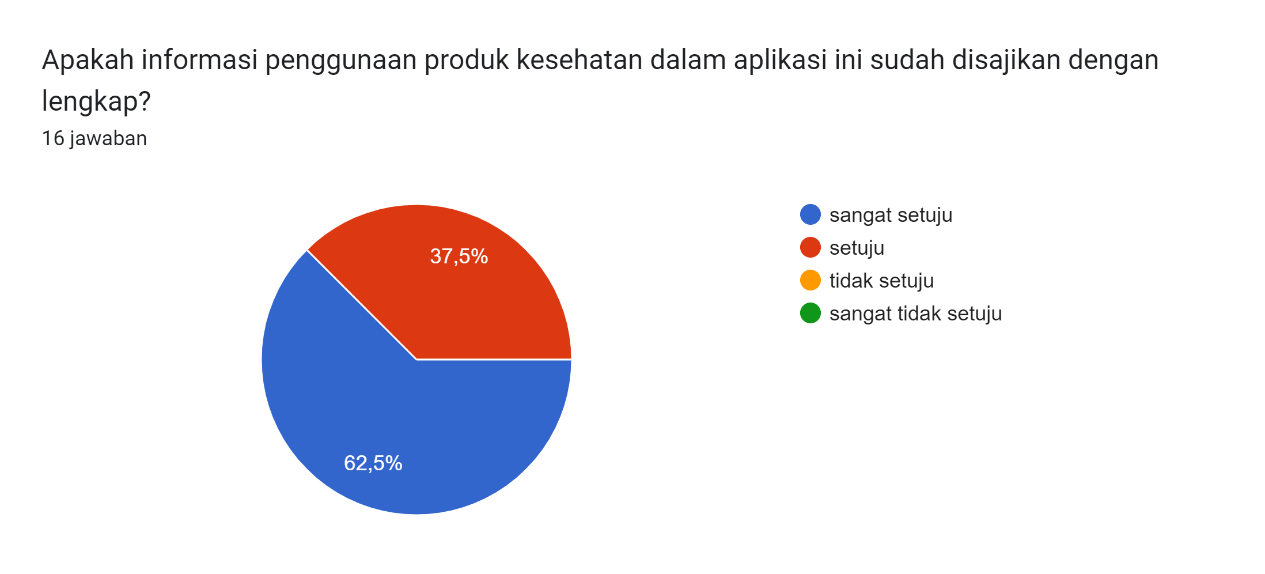 Apakah informasi penggunaan produk kesehatan dalam aplikasi ini sudah disajikan dengan
lengkap?
16 jawaban
37,5%
62,5%
sangat setuju
setuju
tidak setuju
sangat tidak setuju